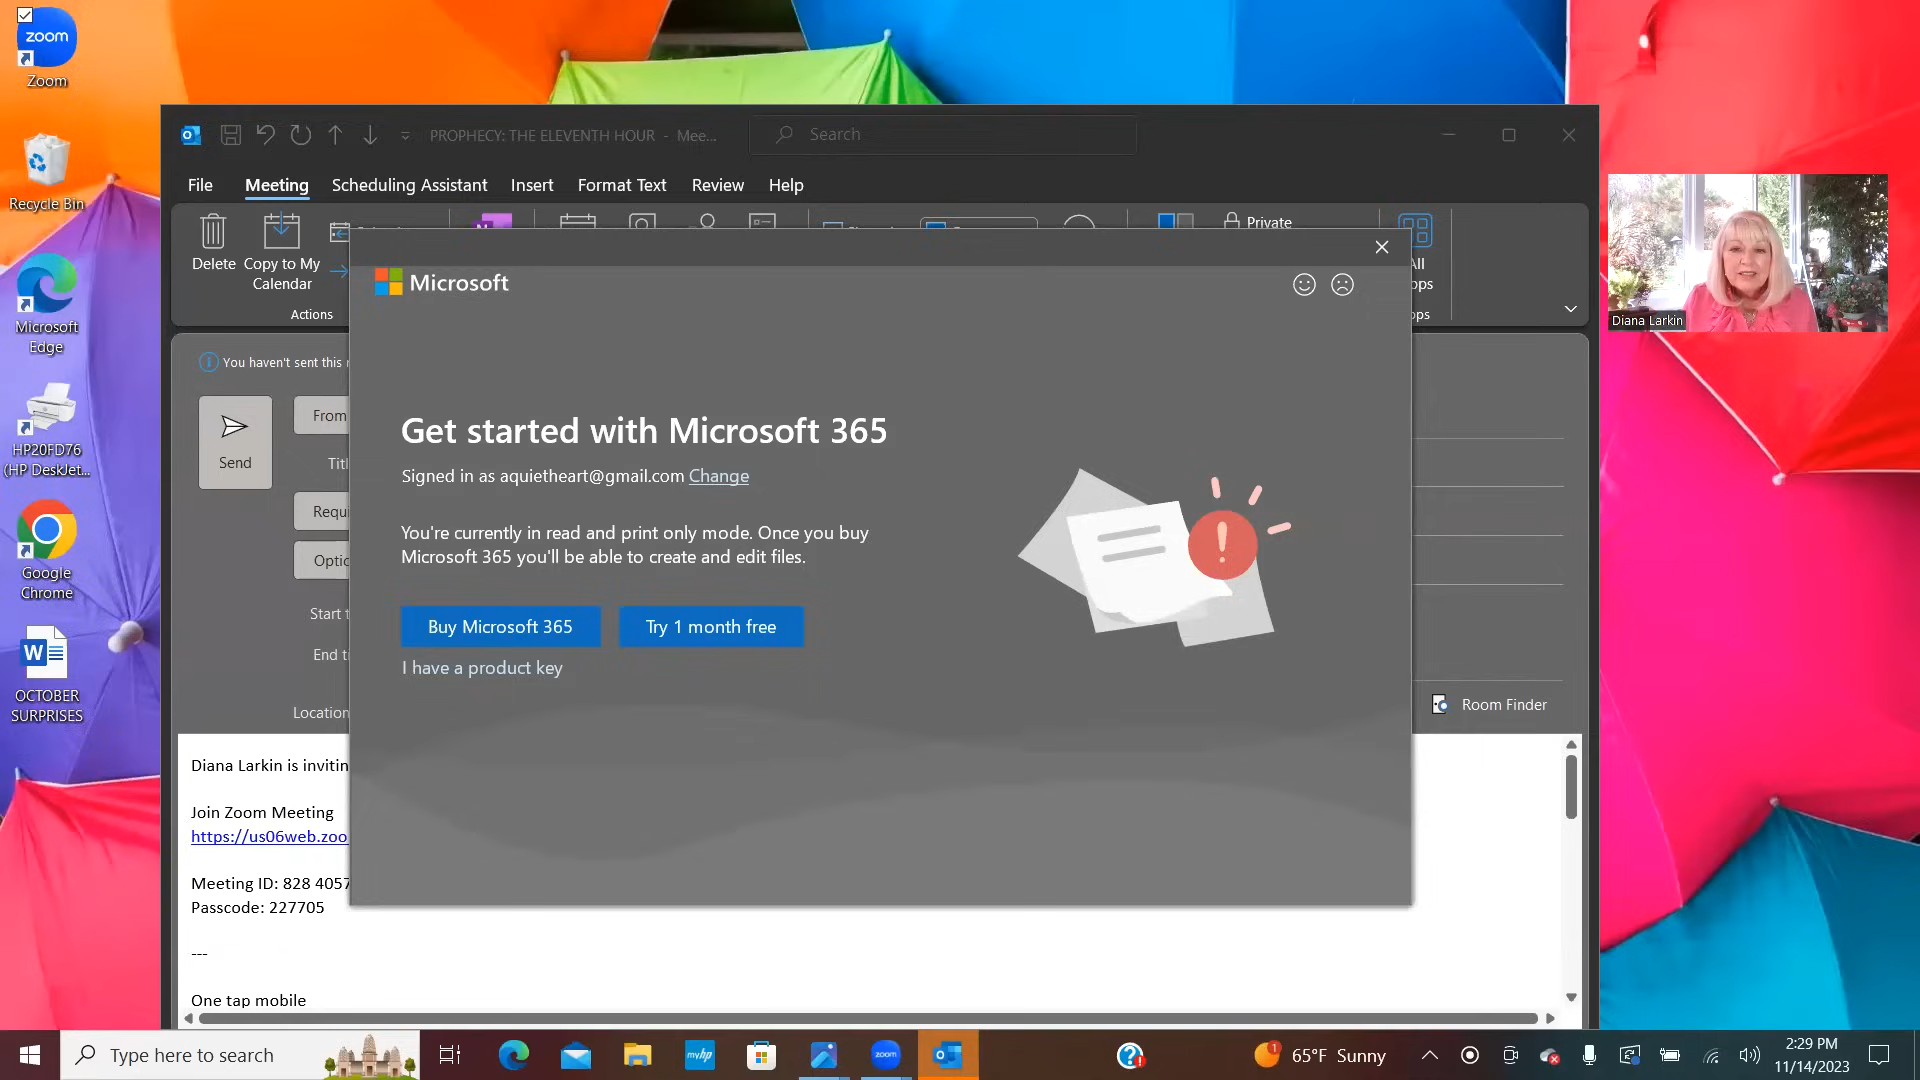 zoom
Zoom
Recycle Bin
Microsoft
Edge
HP20FD76
(HP DeskJet...
Google
Chrome
W
OCTOBER
SURPRISES
PROPHECY: THE ELEVENTH HOUR - Mee...
Search
File Meeting Scheduling Assistant Insert Format Text Review Help
Delete
Copy to My
Calendar
Actions
Private
Microsoft
You haven't sent this
Send
From
Requ
Optio
Start
Location
Get started with Microsoft 365
Signed in as aquietheart@gmail.com Change
You're currently in read and print only mode. Once you buy
Microsoft 365 you'll be able to create and edit files.
Buy Microsoft 365 Try 1 month free
I have a product key
Room Finder
Diana Larkin is invitin
Join Zoom Meeting
https://us06web.zoo
Meeting ID: 828 4057
Passcode: 227705
---
One tap mobile
Diana Larkin
Type here to search
myhp
zoom
1
65°F Sunny
2:29 PM
11/14/2023